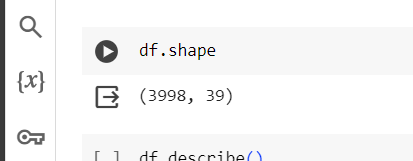 {x}
df.shape
(3998, 39)
[ ] df.describe()